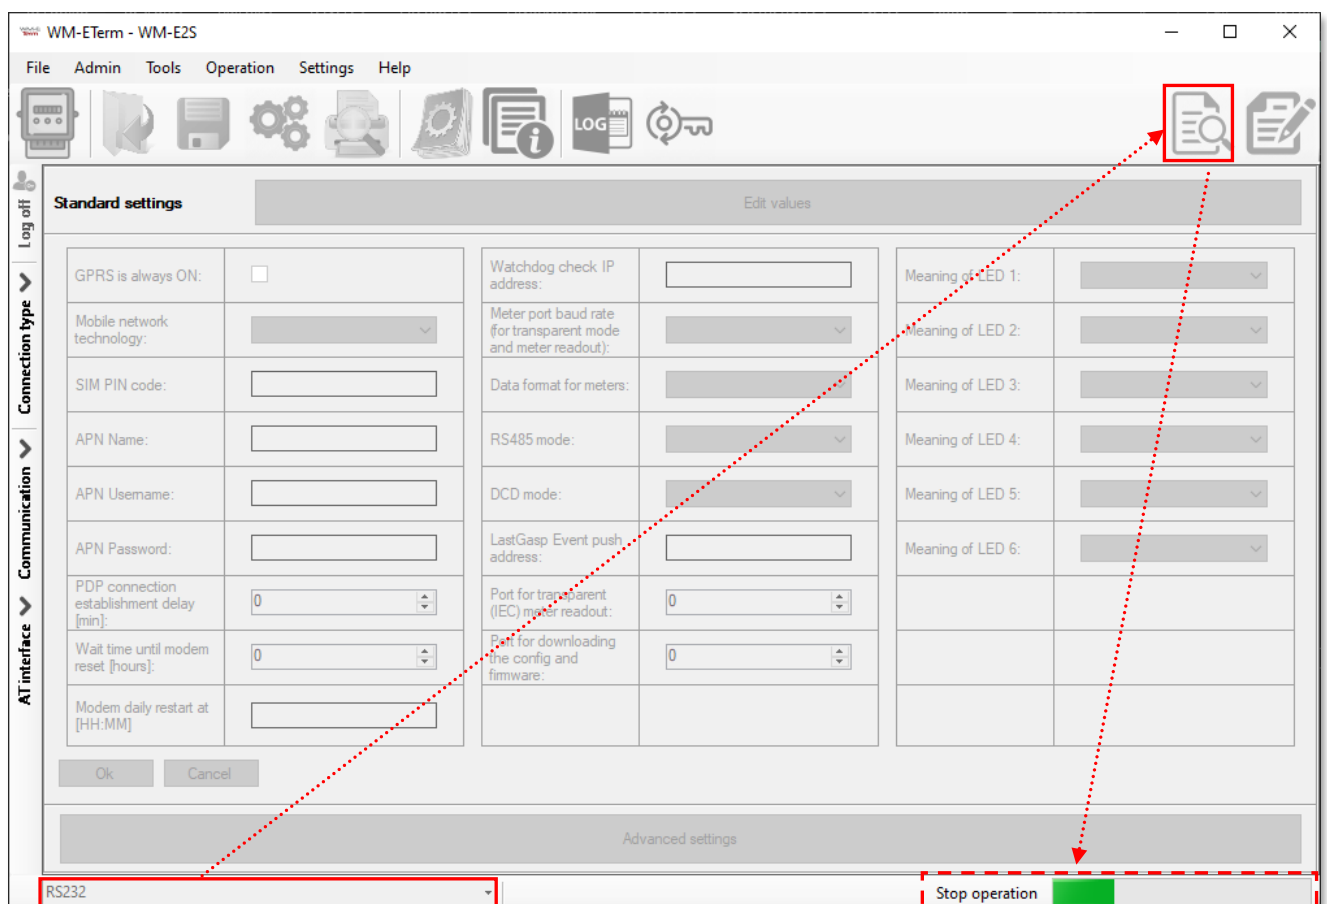 WM-ETerm - WM-E2S
File Admin Tools Operation Settings Help
LOG
Log off
Connection type
Communication
AT interface
Standard settings
Edit values
GPRS is always ON:
Mobile network
technology:
SIM PIN code:
APN Name:
APN Username:
APN Password:
PDP connection
establishment delay
[min]:
0
Wait time until modem
reset [hours]:
0
Modem daily restart at
[HH:MM]
Watchdog check IP
address:
Meter port baud rate
(for transparent mode
and meter readout):
Data format for meters:
RS485 mode:
DCD mode:
LastGasp Event push
address:
Port for transparent
(IEC) meter readout:
0
Port for downloading
the config and
firmware:
0
Meaning of LED 1:
Meaning of LED 2:
Meaning of LED 3:
Meaning of LED 4:
Meaning of LED 5:
Meaning of LED 6:
Ok
Cancel
Advanced settings
RS232
Stop operation